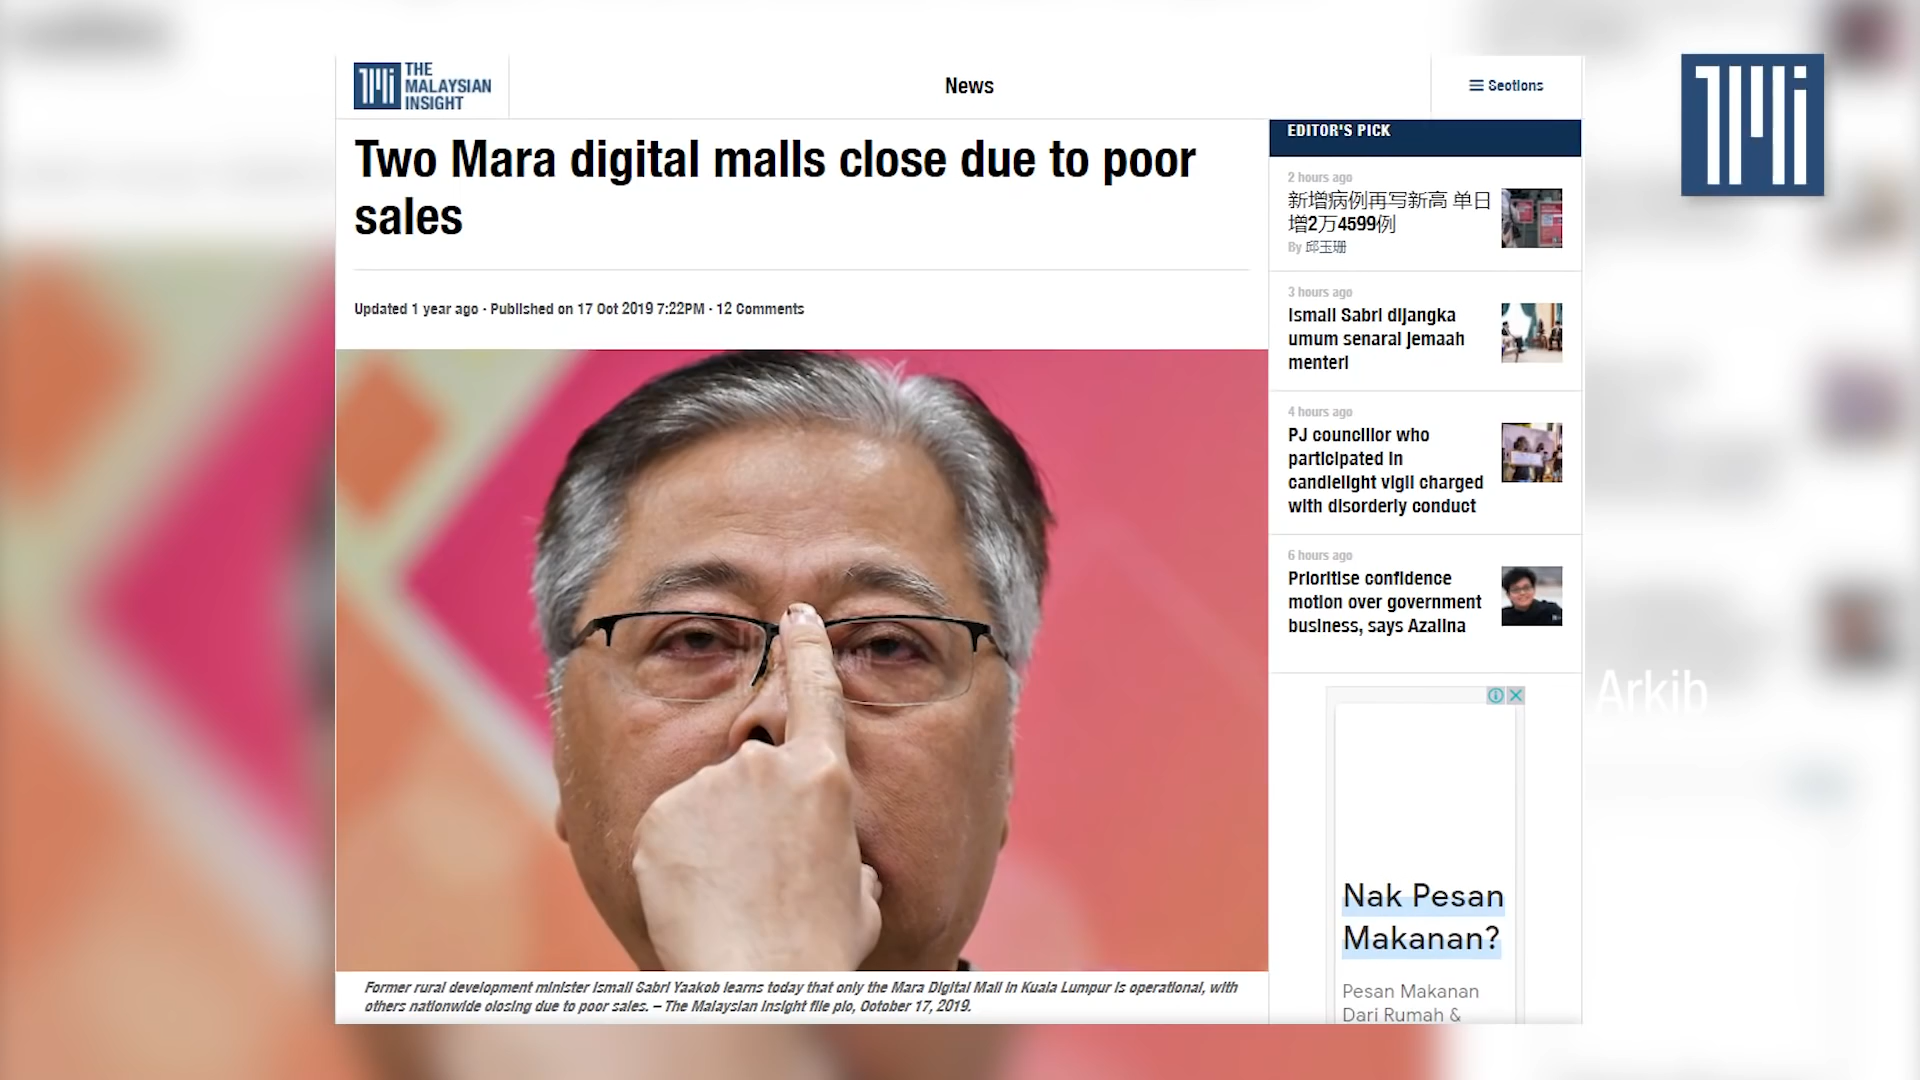 THE
MALAYSIAN
INSIGHT
News
Sections
Two Mara digital malls close due to poor
sales
Updated 1 year ago · Published on 17 Oct 2019 7:22PM · 12 Comments
Former rural development minister Ismail Sabri Yaakob learns today that only the Mara Digital Mall in Kuala Lumpur is operational, with
others nationwide closing due to poor sales. – The Malaysian Insight file pic, October 17, 2019.
EDITOR'S PICK
2 hours ago
新增病例再写新高 单日
增2万4599例
By 邱玉珊
3 hours ago
Ismail Sabri dijangka
umum senarai jemaah
menteri
4 hours ago
PJ councillor who
participated in
candlelight vigil charged
with disorderly conduct
6 hours ago
Prioritise confidence
motion over government
business, says Azalina
Nak Pesan
Makanan?
Pesan Makanan
Dari Rumah &
Arkib